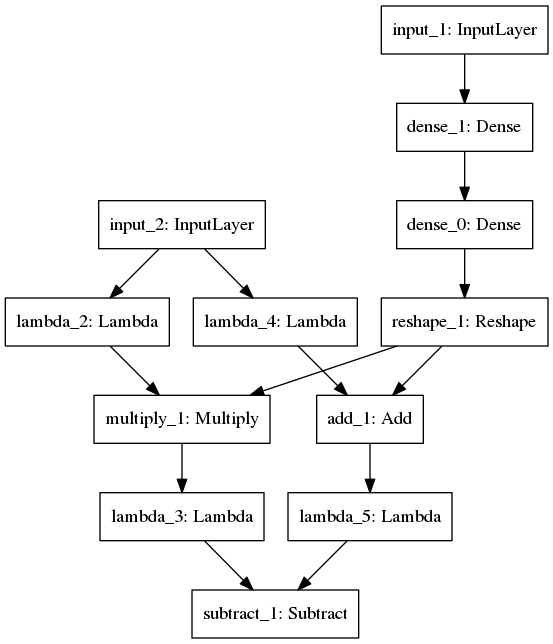 input_1: InputLayer
dense_1: Dense
input_2: InputLayer
dense_0: Dense
lambda_2: Lambda
lambda_4: Lambda
reshape_1: Reshape
multiply_1: Multiply
add_1: Add
lambda_3: Lambda
lambda_5: Lambda
subtract_1: Subtract